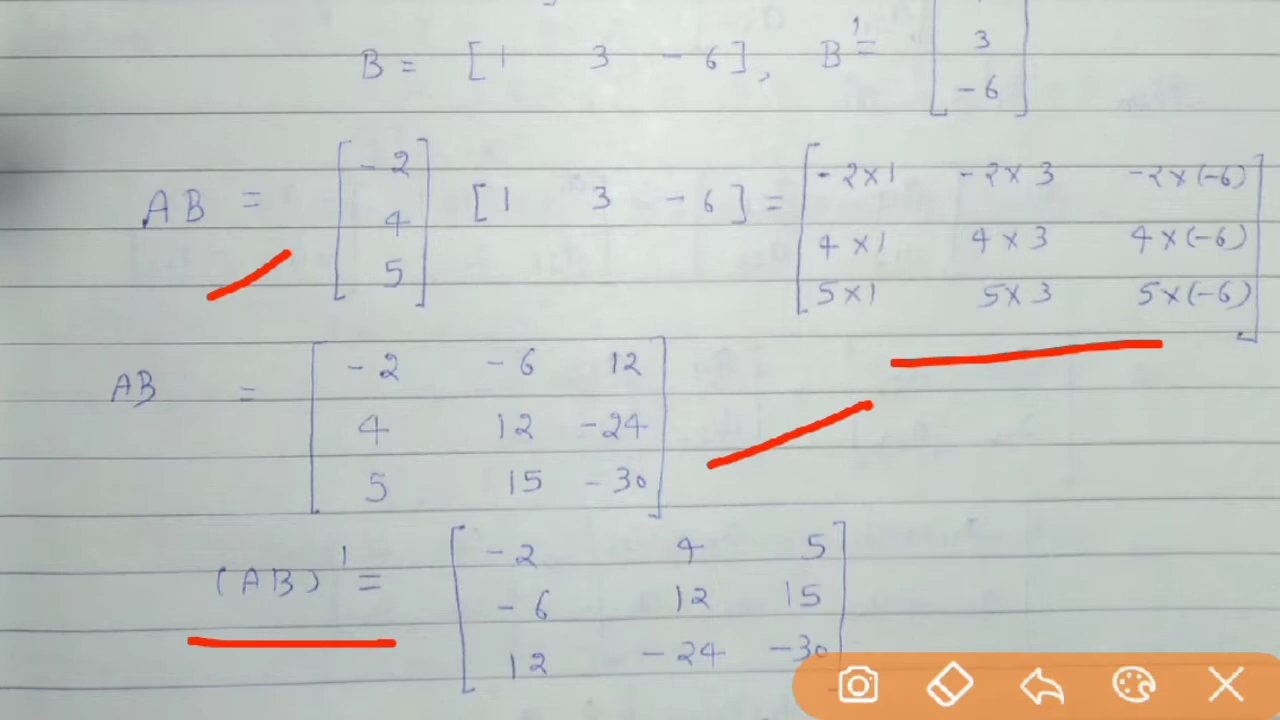 B = [1 3 -6], B' = [
3
-6]
AB = [-2 4 5] [1 3 -6] = [-2×1 -2×3 -2×(-6)
4×1 4×3 4×(-6)
5×1 5×3 5×(-6)]
AB = [-2 -6 12
4 12 -24
5 15 -30]
(AB)' = [-2 4 5
-6 12 15
12 -24 -30]